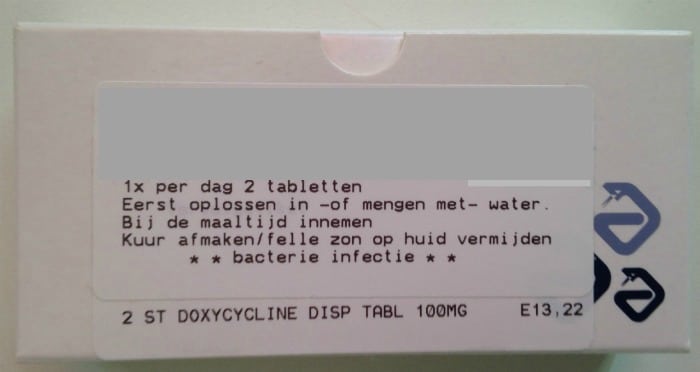 1x per dag 2 tabletten
Eerst oplossen in -of mengen met- water.
Bij de maaltijd innemen
Kuur afmaken/felle zon op huid vermijden
* * bacterie infectie * *
2 ST DOXYCYCLINE DISP TABL 100MG E13,22